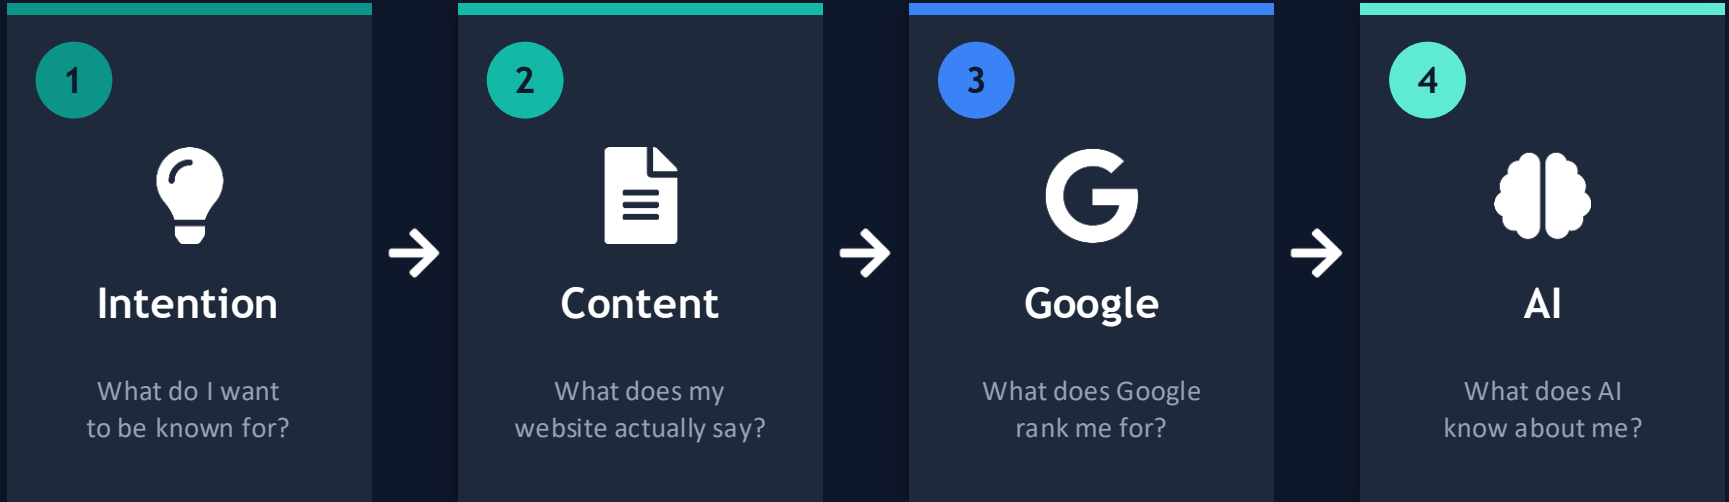 1
Intention
What do I want
to be known for?
2
Content
What does my
website actually say?
3
Google
What does Google
rank me for?
4
AI
What does AI
know about me?